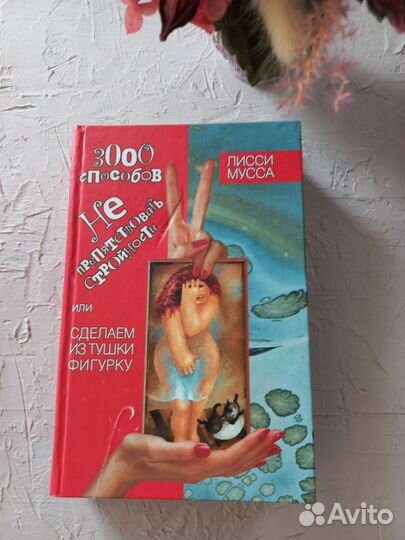 3000
способов
Не
препятствовать
стройности
или
СДЕЛАЕМ
ИЗ ТУШКИ
ФИГУРКУ
ЛИССИ
МУССА
Avito